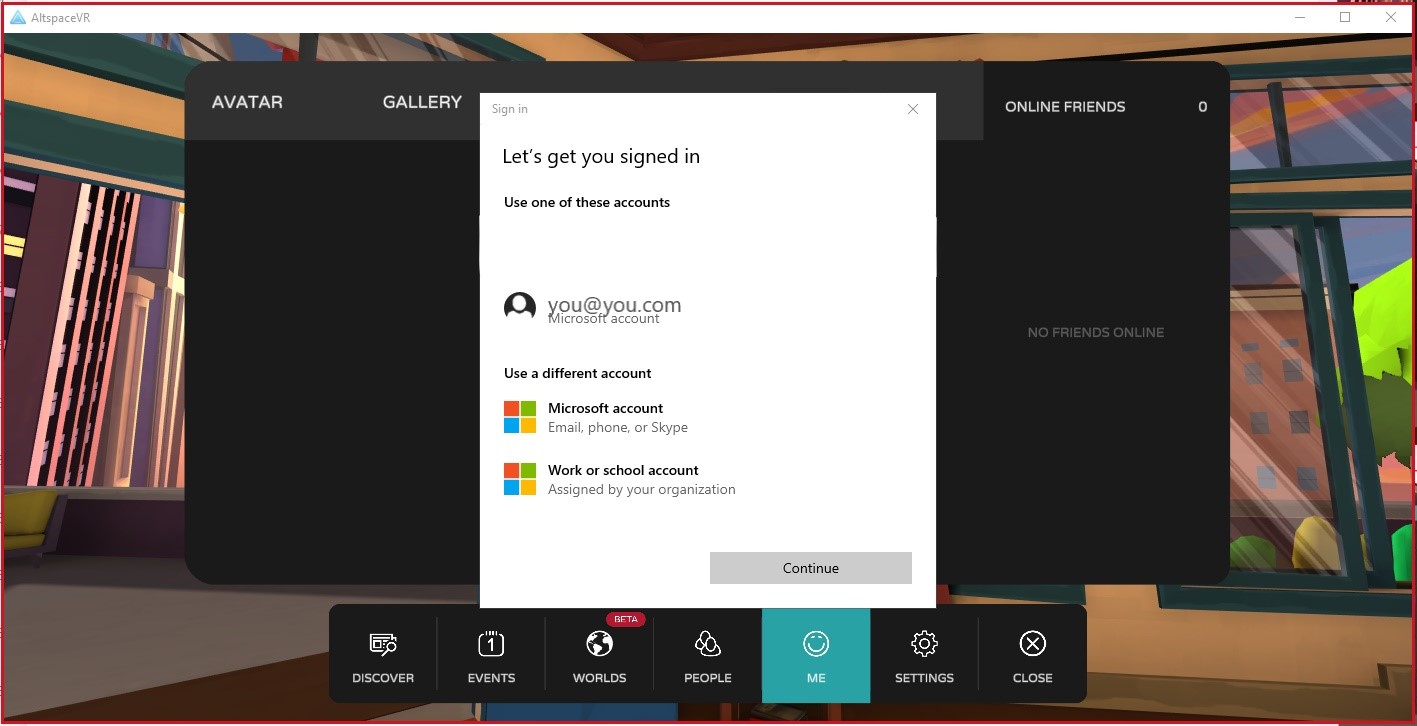 AltspaceVR
AVATAR
GALLERY
ONLINE FRIENDS
0
NO FRIENDS ONLINE
Sign in
Let's get you signed in
Use one of these accounts
you@you.com
Microsoft account
Use a different account
Microsoft account
Email, phone, or Skype
Work or school account
Assigned by your organization
Continue
BETA
1
DISCOVER
EVENTS
WORLDS
PEOPLE
ME
SETTINGS
CLOSE